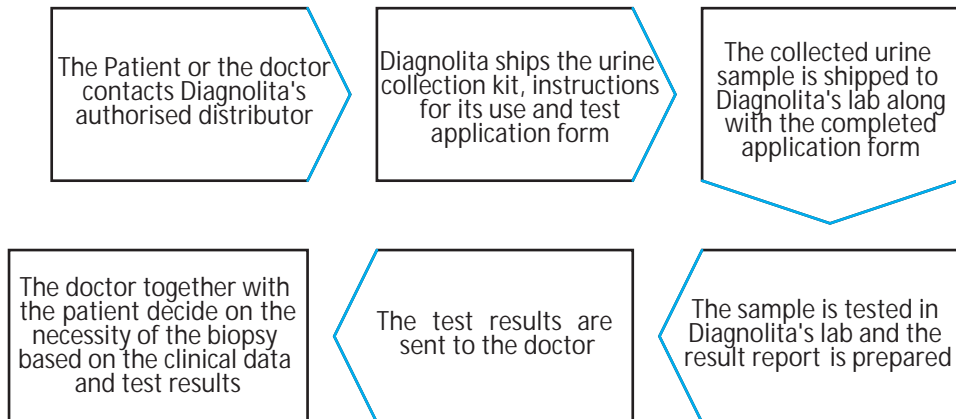 The Patient or the doctor
contacts Diagnolita's
authorised distributor
Diagnolita ships the urine
collection kit, instructions
for its use and test
application form
The collected urine
sample is shipped to
Diagnolita's lab along
with the completed
application form
The sample is tested in
Diagnolita's lab and the
result report is prepared
The test results are
sent to the doctor
The doctor together with
the patient decide on the
necessity of the biopsy
based on the clinical data
and test results